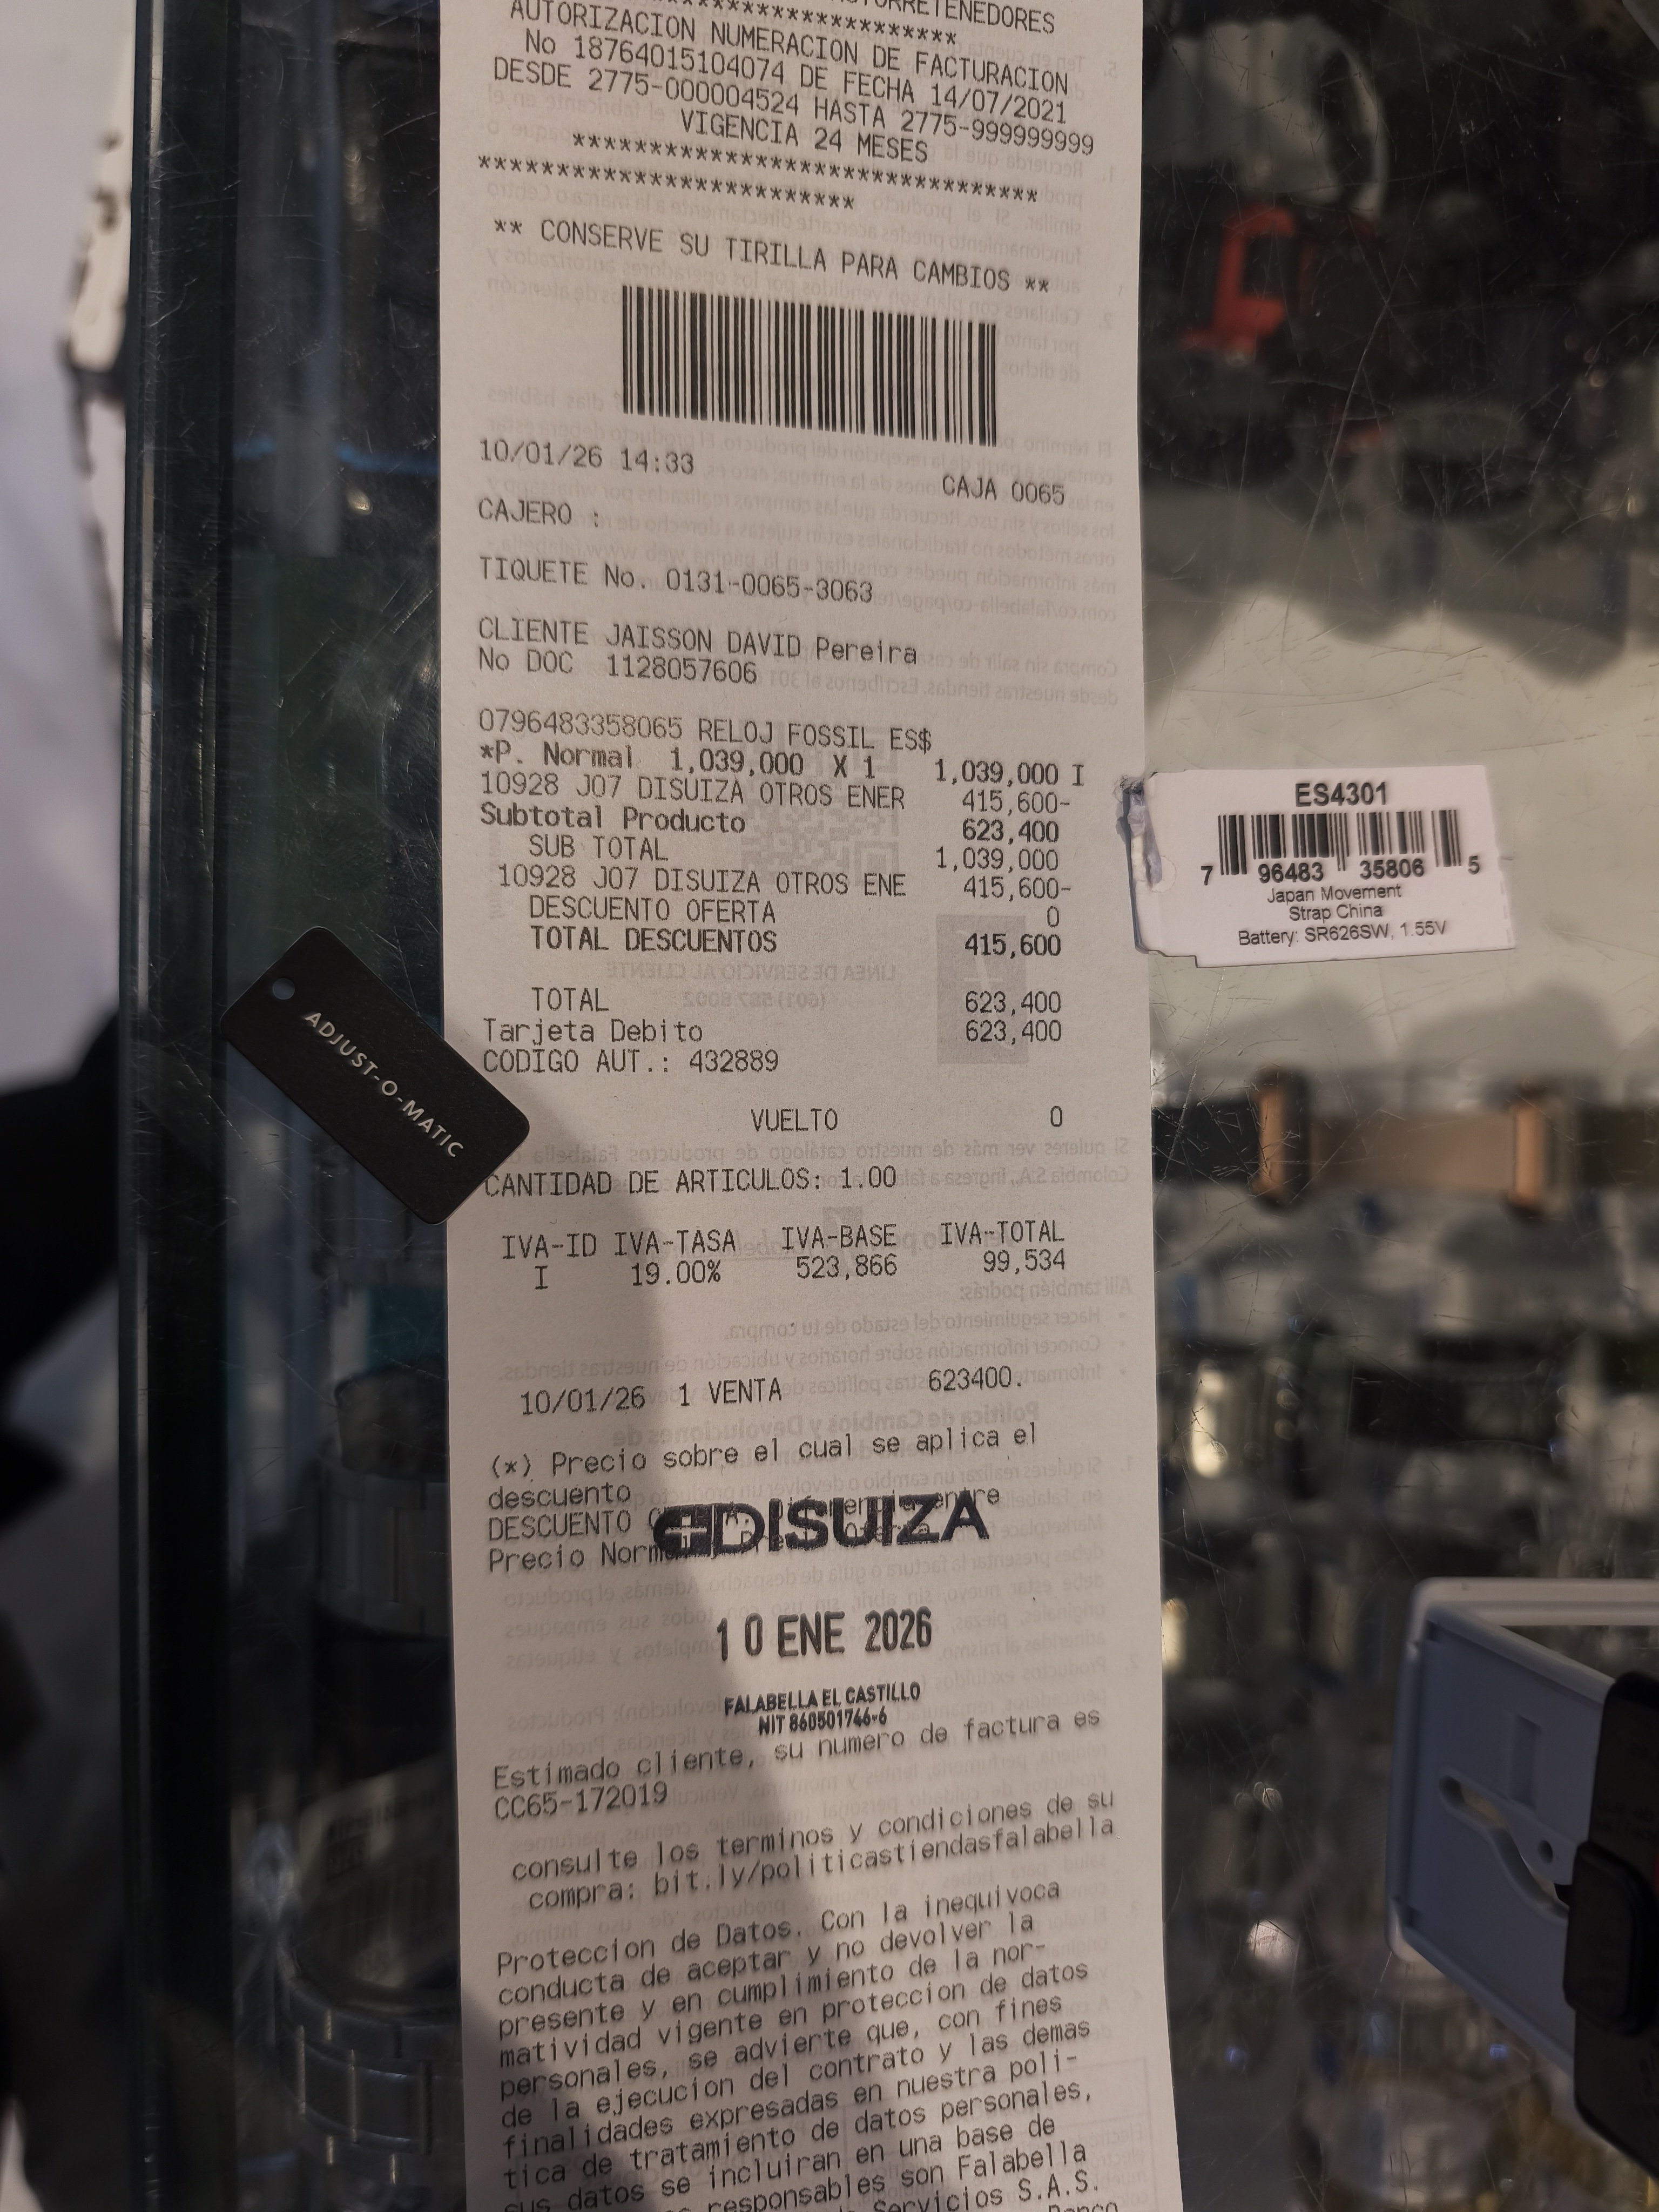 AUTORRETENEDORES
AUTORIZACION NUMERACION DE FACTURACION
No 18764015104074 DE FECHA 14/07/2021
DESDE 2775-000004524 HASTA 2775-999999999
VIGENCIA 24 MESES
** CONSERVE SU TIRILLA PARA CAMBIOS **
10/01/26 14:33
CAJA 0065
CAJERO :
TIQUETE No. 0131-0065-3063
CLIENTE JAISSON DAVID Pereira
No DOC 1128057606
0796483358065 RELOJ FOSSIL ES$
*P. Normal 1,039,000 X 1 1,039,000 I
10928 J07 DISUIZA OTROS ENER 415,600-
Subtotal Producto 623,400
SUB TOTAL 1,039,000
10928 J07 DISUIZA OTROS ENE 415,600-
DESCUENTO OFERTA 0
TOTAL DESCUENTOS 415,600
TOTAL 623,400
Tarjeta Debito 623,400
CODIGO AUT.: 432889
VUELTO 0
CANTIDAD DE ARTICULOS: 1.00
IVA-ID IVA-TASA IVA-BASE IVA-TOTAL
I 19.00% 523,866 99,534
10/01/26 1 VENTA 623400.
(*) Precio sobre el cual se aplica el
descuento
DESCUENTO entre
Precio
DISUIZA
10 ENE 2026
FALABELLA EL CASTILLO
NIT 860501746-6
Estimado cliente, su numero de factura es
CC65-172019
consulte los terminos y condiciones de su
compra: bit.ly/politicastiendasfalabella
Proteccion de Datos. Con la inequivoca
conducta de aceptar y no devolver la
presente y en cumplimiento de la nor-
matividad vigente en proteccion de datos
personales, se advierte que, con fines
de la ejecucion del contrato y las demas
finalidades expresadas en nuestra poli-
tica de tratamiento de datos personales,
sus datos se incluiran en una base de
responsables son Falabella
Servicios S.A.S.
Banco
ADJUST-O-MATIC
ES4301
7 96483 35806 5
Japan Movement
Strap China
Battery: SR626SW, 1.55V